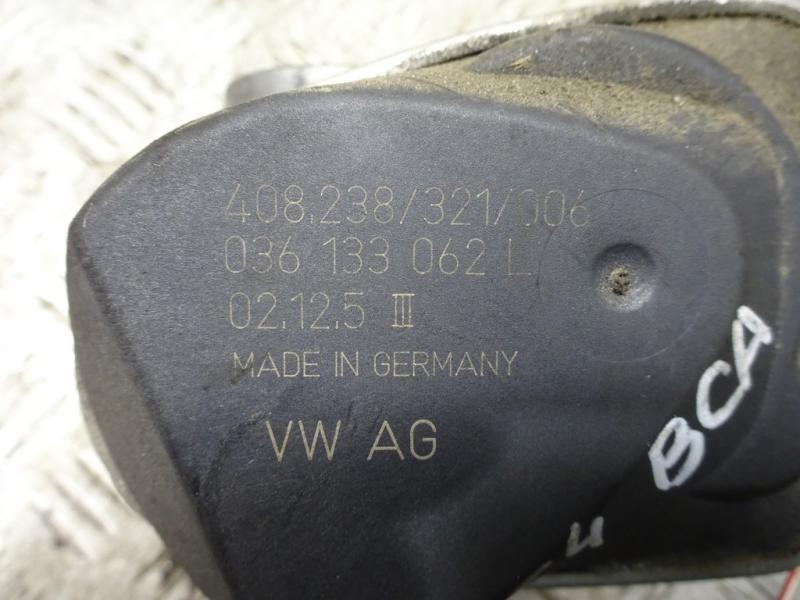 408.238/321/006
036 133 062 L
02.12.5 III
MADE IN GERMANY
VW AG
BCA